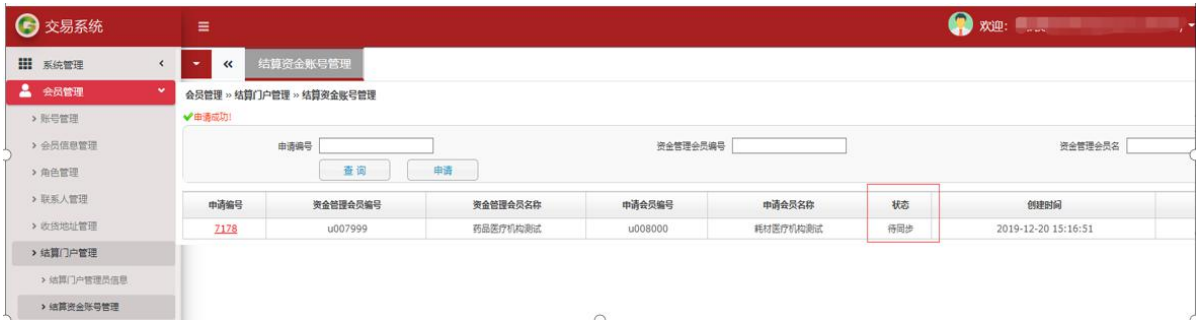 交易系统
欢迎:
系统管理
结算资金账号管理
会员管理
会员管理 » 结算门户管理 » 结算资金账号管理
账号管理
申请成功!
会员信息管理
申请编号
资金管理会员编号
资金管理会员名
角色管理
查 询
申请
联系人管理
申请编号 资金管理会员编号 资金管理会员名称 申请会员编号 申请会员名称 状态 创建时间
收货地址管理
7178 u007999 药品医疗机构测试 u008000 耗材医疗机构测试 待同步 2019-12-20 15:16:51
结算门户管理
结算门户管理员信息
结算资金账号管理